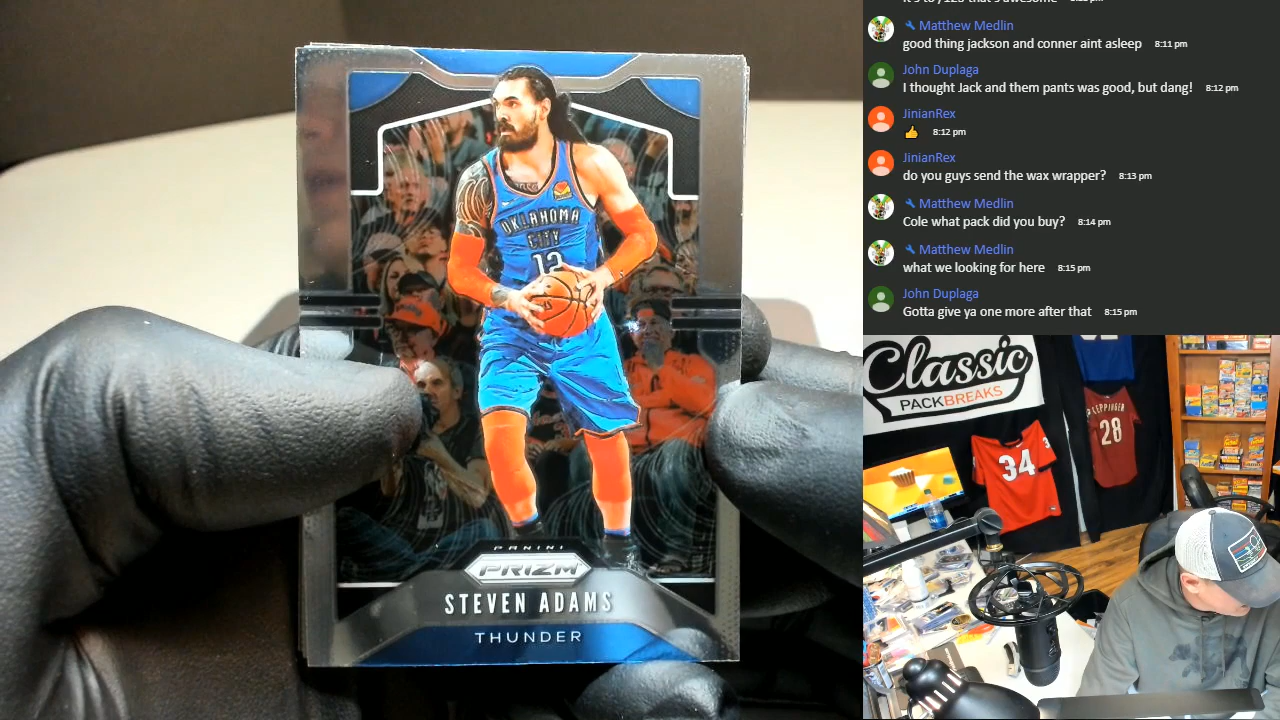 OKLAHOMA
CITY
12
PANINI
PRIZM
STEVEN ADAMS
THUNDER
Matthew Medlin
good thing jackson and conner aint asleep 8:11 pm
John Duplaga
I thought Jack and them pants was good, but dang! 8:12 pm
JinianRex
👍 8:12 pm
JinianRex
do you guys send the wax wrapper? 8:13 pm
Matthew Medlin
Cole what pack did you buy? 8:14 pm
Matthew Medlin
what we looking for here 8:15 pm
John Duplaga
Gotta give ya one more after that 8:15 pm
Classic
PACKBREAKS
34
28